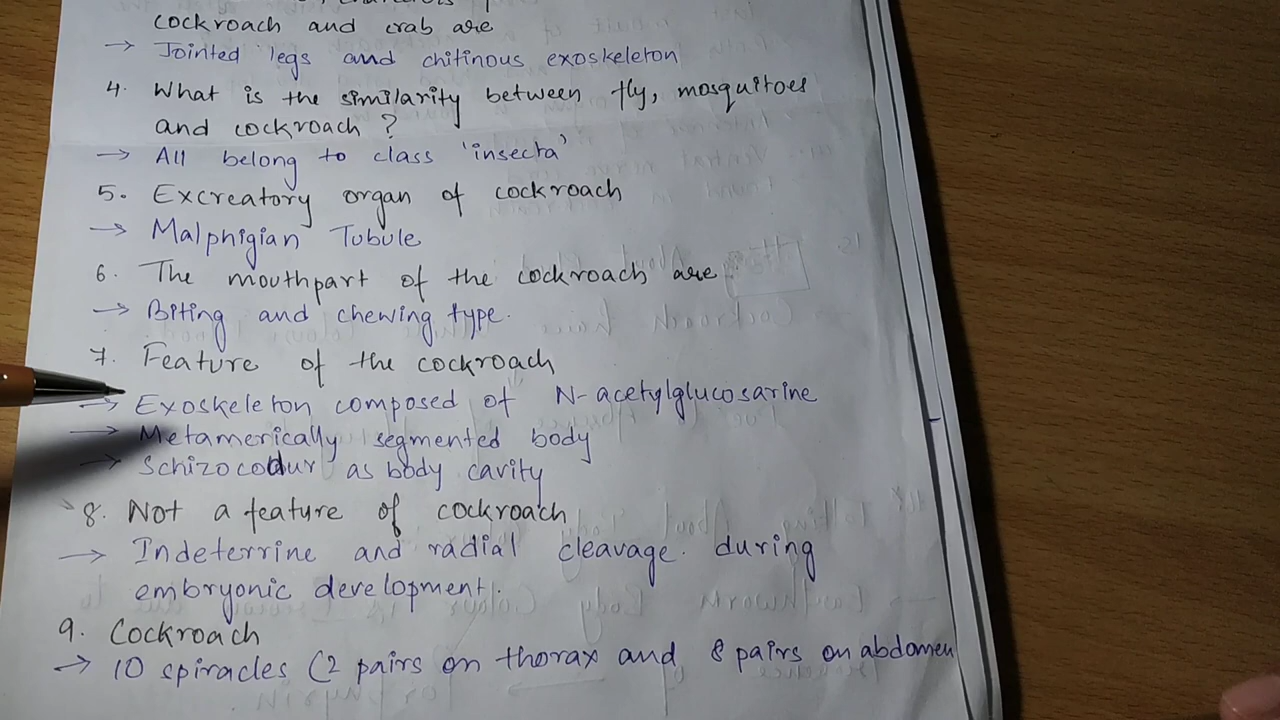 cockroach and crab are
→ Jointed legs and chitinous exoskeleton
4. What is the similarity between fly, mosquitoes
and cockroach ?
→ All belong to class 'insecta'
5. Excreatory organ of cockroach
→ Malphigian Tubule
6. The mouthpart of the cockroach are
→ Biting and chewing type.
7. Feature of the cockroach
→ Exoskeleton composed of N-acetylglucosarine
→ Metamerically segmented body
→ Schizocodur as body cavity
8. Not a feature of cockroach
→ Indeterrine and radial cleavage. during
embryonic development.
9. Cockroach
→ 10 spiracles (2 pairs on thorax and 8 pairs on abdomen